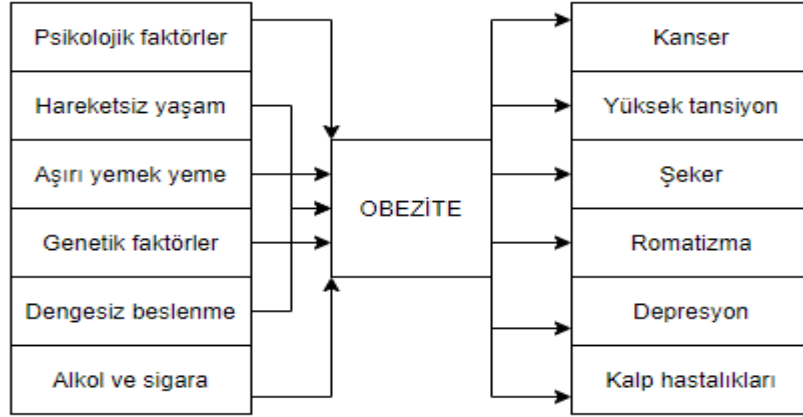 Psikolojik faktörler
Hareketsiz yaşam
Aşırı yemek yeme
Genetik faktörler
Dengesiz beslenme
Alkol ve sigara
OBEZİTE
Kanser
Yüksek tansiyon
Şeker
Romatizma
Depresyon
Kalp hastalıkları